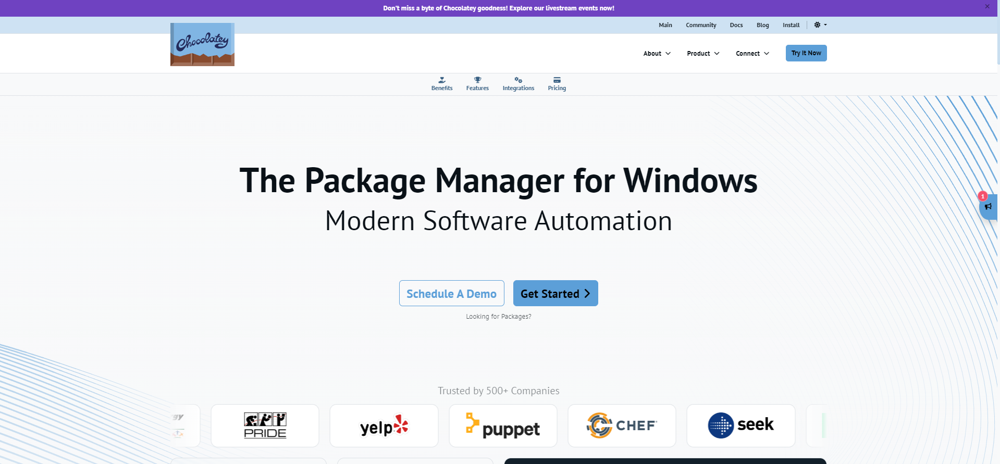 Don't miss a byte of Chocolatey goodness! Explore our livestream events now!
Main Community Docs Blog Install
Chocolatey
About Product Connect Try It Now
Benefits Features Integrations Pricing
The Package Manager for Windows
Modern Software Automation
1
Schedule A Demo Get Started
Looking for Packages?
Trusted by 500+ Companies
PRIDE yelp puppet CHEF seek